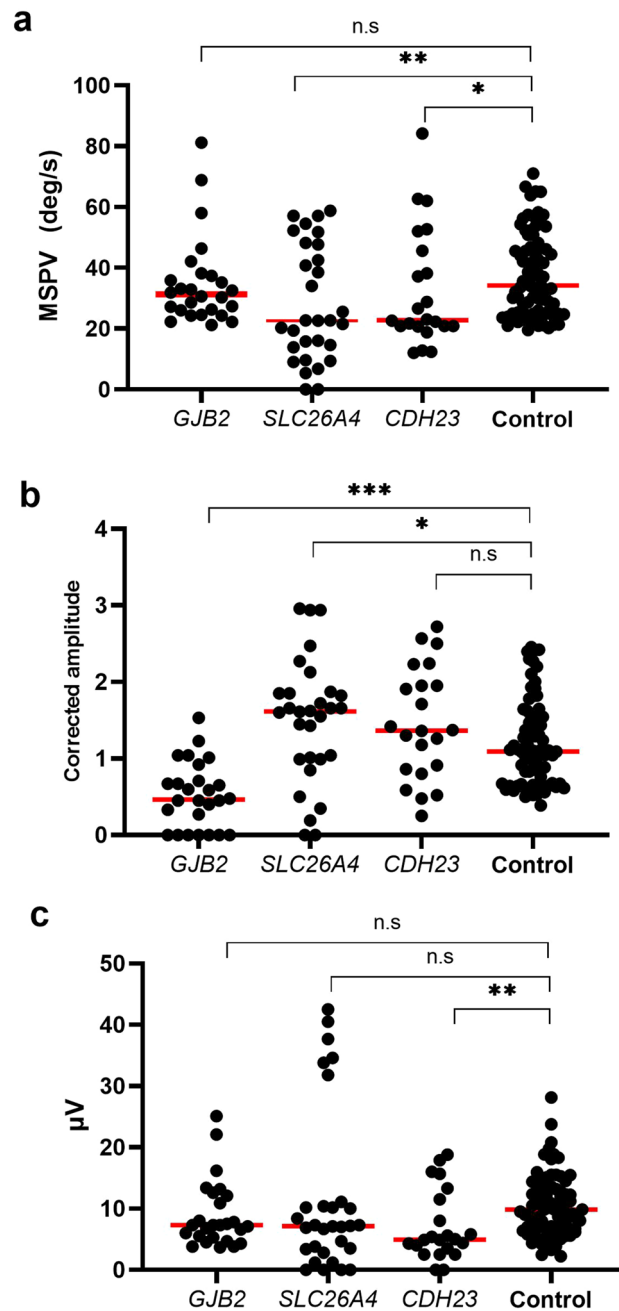 a
n.s
**
*
100
80
60
40
20
0
MSPV (deg/s)
GJB2 SLC26A4 CDH23 Control
b
***
*
n.s
4
3
2
1
0
Corrected amplitude
GJB2 SLC26A4 CDH23 Control
c
n.s
n.s
**
50
40
30
20
10
0
µV
GJB2 SLC26A4 CDH23 Control